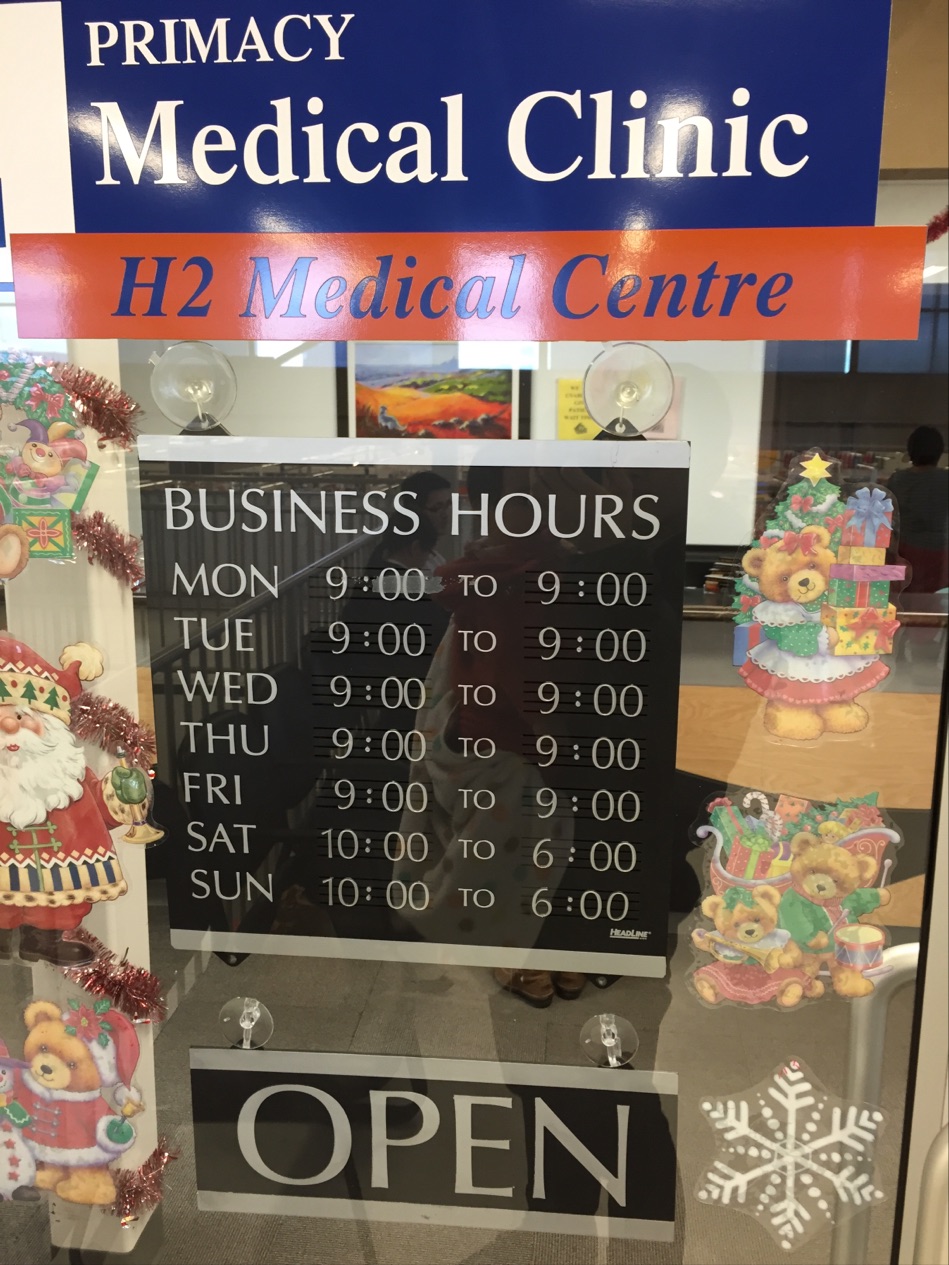 PRIMACY
Medical Clinic
H2 Medical Centre
BUSINESS HOURS
MON 9:00 TO 9:00
TUE 9:00 TO 9:00
WED 9:00 TO 9:00
THU 9:00 TO 9:00
FRI 9:00 TO 9:00
SAT 10:00 TO 6:00
SUN 10:00 TO 6:00
HEADLINE
OPEN